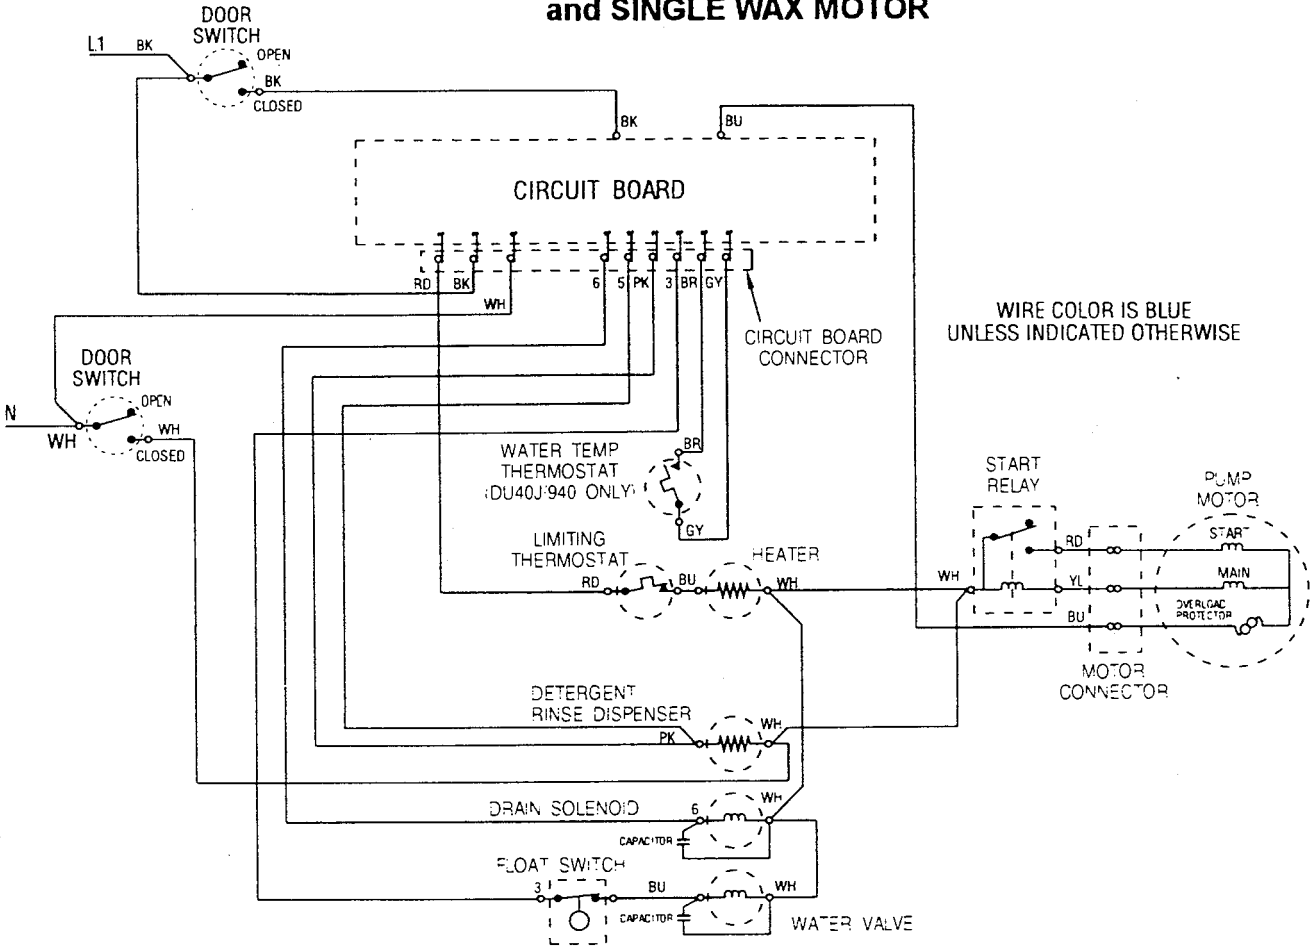 and SINGLE WAX MOTOR
DOOR
SWITCH
L1
BK
OPEN
BK
CLOSED
BK
BU
CIRCUIT BOARD
RD
BK
WH
6
5
PK
3
BR
GY
CIRCUIT BOARD
CONNECTOR
WIRE COLOR IS BLUE
UNLESS INDICATED OTHERWISE
DOOR
SWITCH
OPEN
N
WH
WH
CLOSED
WATER TEMP
THERMOSTAT
(DU40J/940 ONLY)
BR
GY
START
RELAY
PUMP
MOTOR
LIMITING
THERMOSTAT
HEATER
RD
BU
WH
WH
RD
START
YL
MAIN
BU
OVERLOAD
PROTECTOR
MOTOR
CONNECTOR
DETERGENT
RINSE DISPENSER
PK
WH
DRAIN SOLENOID
6
WH
CAPACITOR
FLOAT SWITCH
3
BU
WH
CAPACITOR
WATER VALVE